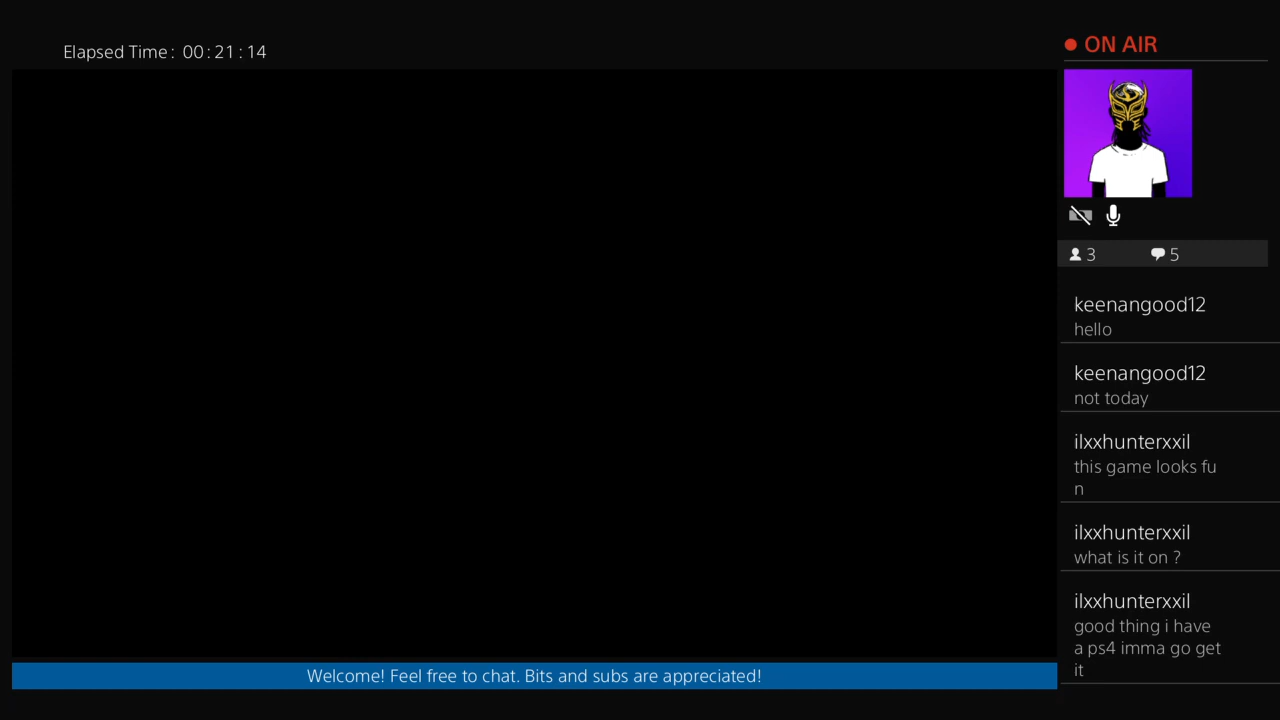 Elapsed Time: 00:21:14
ON AIR
3 5
keenangood12
hello
keenangood12
not today
ilxxhunterxxil
this game looks fu
n
ilxxhunterxxil
what is it on ?
ilxxhunterxxil
good thing i have
a ps4 imma go get
it
Welcome! Feel free to chat. Bits and subs are appreciated!